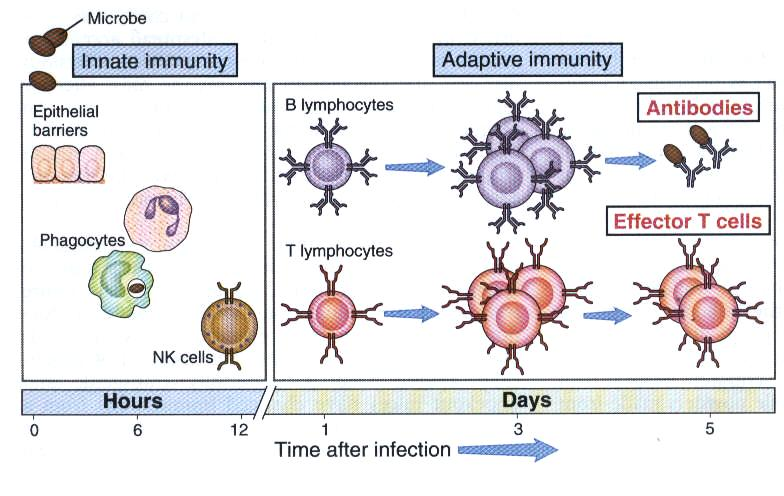 Microbe
Innate immunity
Adaptive immunity
Epithelial
barriers
Phagocytes
NK cells
B lymphocytes
Antibodies
Effector T cells
T lymphocytes
Hours
Days
0
6
12
1
3
5
Time after infection